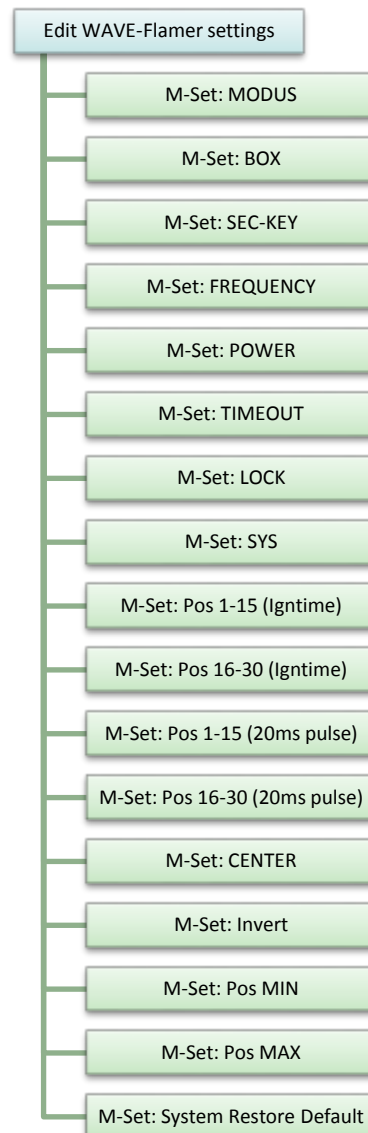 Edit WAVE-Flamer settings
M-Set: MODUS
M-Set: BOX
M-Set: SEC-KEY
M-Set: FREQUENCY
M-Set: POWER
M-Set: TIMEOUT
M-Set: LOCK
M-Set: SYS
M-Set: Pos 1-15 (Igntime)
M-Set: Pos 16-30 (Igntime)
M-Set: Pos 1-15 (20ms pulse)
M-Set: Pos 16-30 (20ms pulse)
M-Set: CENTER
M-Set: Invert
M-Set: Pos MIN
M-Set: Pos MAX
M-Set: System Restore Default